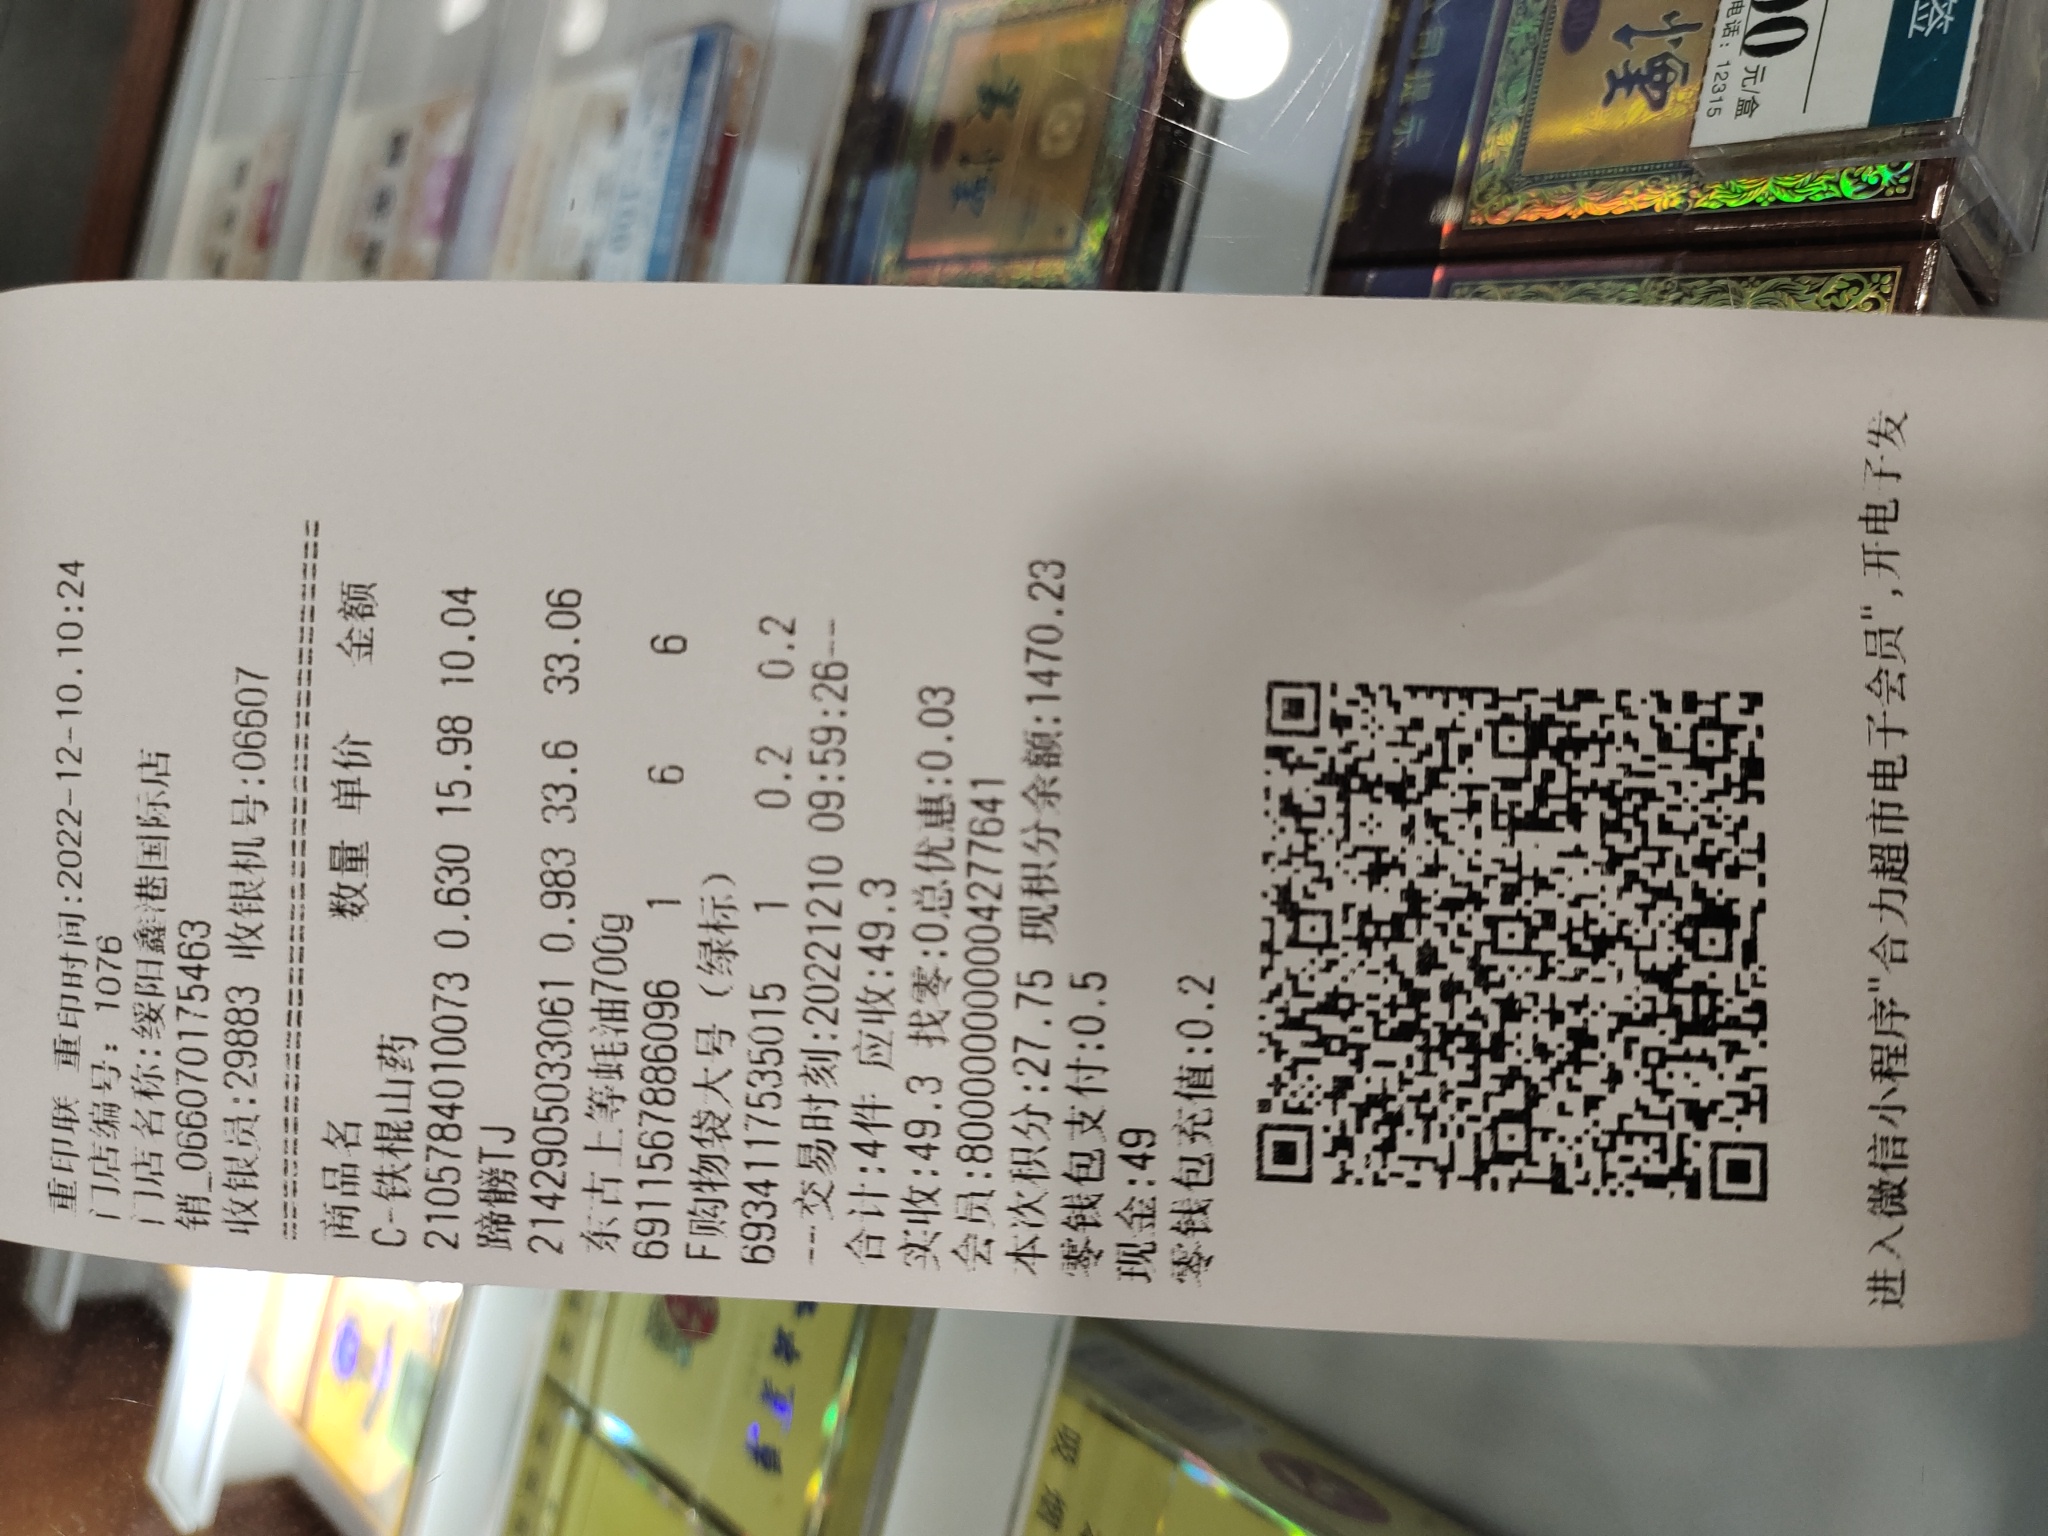 重印联 重印时间:2022-12-10.10:24
门店编号: 1076
门店名称:绥阳鑫港国际店
销_066070175463
收银员:29883 收银机号:06607
商品名 数量 单价 金额
C-铁棍山药
2105784010073 0.630 15.98 10.04
蹄髈TJ
2142905033061 0.983 33.6 33.06
东古上等蚝油700g
6911567886096 1 6 6
F购物袋大号(绿标)
6934117535015 1 0.2 0.2
---交易时刻:20221210 09:59:26---
合计:4件 应收:49.3
实收:49.3 找零:0总优惠:0.03
会员:800000000004277641
本次积分:27.75 现积分余额:1470.23
零钱包支付:0.5
现金:49
零钱包充值:0.2
进入微信小程序"合力超市电子会员",开电子发
签
00元/盒
电话: 12315